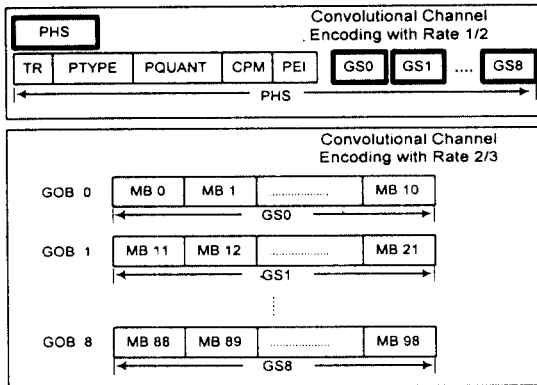 Convolutional Channel
Encoding with Rate 1/2
PHS
TR PTYPE PQUANT CPM PEI GS0 GS1 .... GS8
PHS
Convolutional Channel
Encoding with Rate 2/3
GOB 0 MB 0 MB 1 .................. MB 10
GS0
GOB 1 MB 11 MB 12 .................. MB 21
GS1
GOB 8 MB 88 MB 89 .................. MB 98
GS8